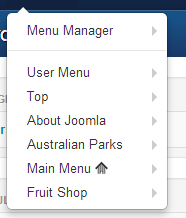 Menu Manager
User Menu
Top
About Joomla
Australian Parks
Main Menu
Fruit Shop